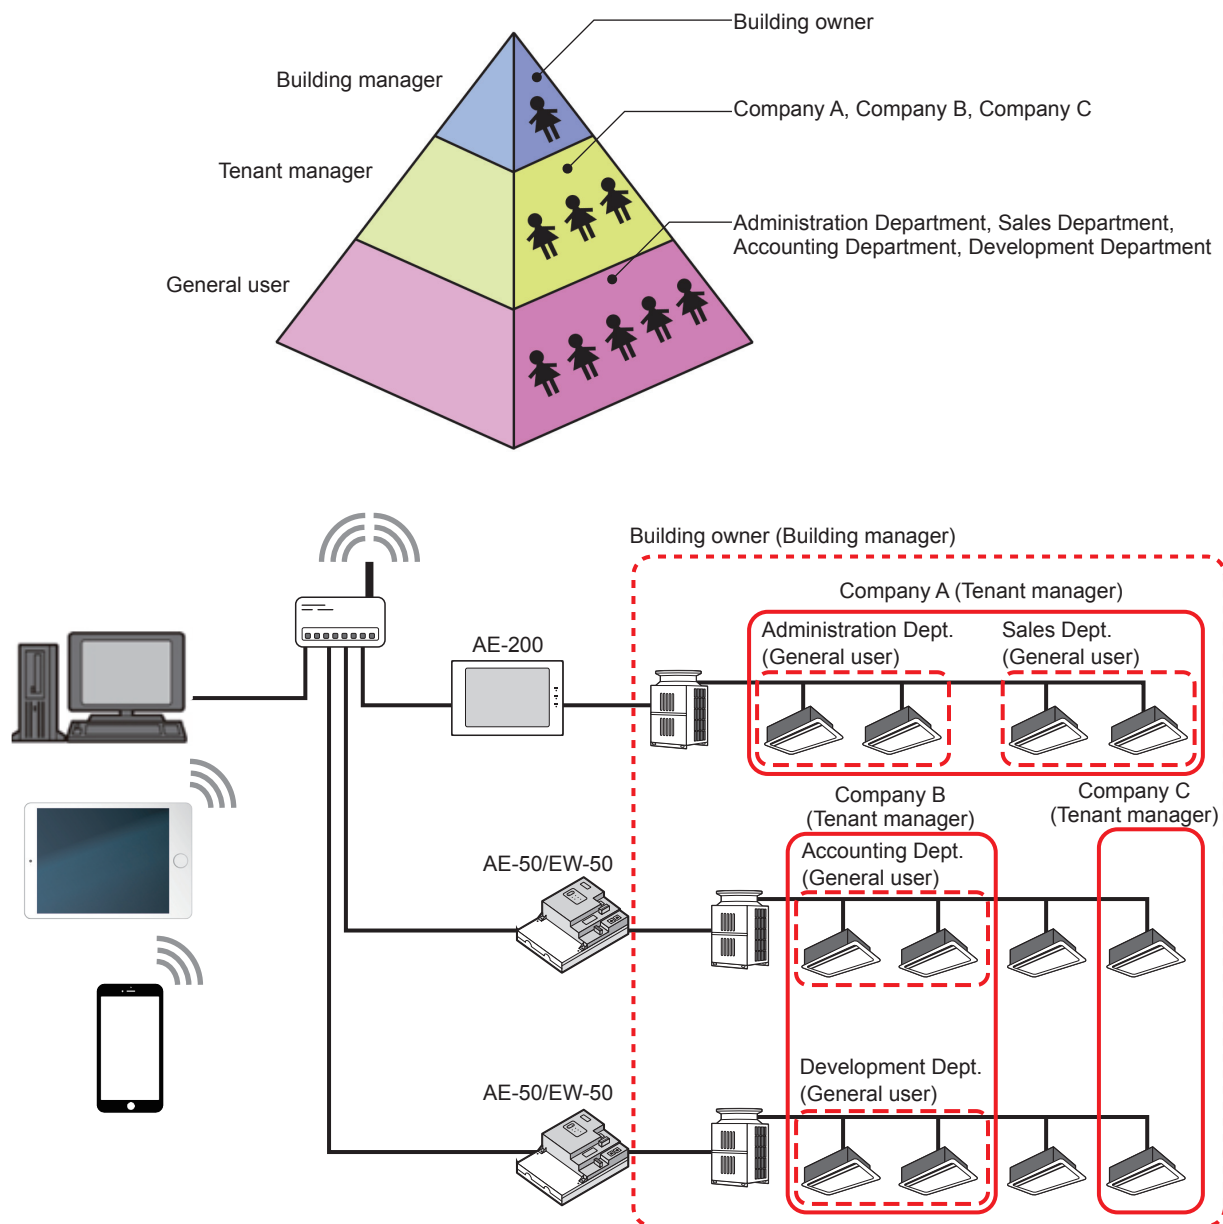 Building owner
Building manager
Company A, Company B, Company C
Tenant manager
Administration Department, Sales Department,
Accounting Department, Development Department
General user
Building owner (Building manager)
Company A (Tenant manager)
Administration Dept.
(General user)
Sales Dept.
(General user)
AE-200
Company B
(Tenant manager)
Company C
(Tenant manager)
Accounting Dept.
(General user)
AE-50/EW-50
Development Dept.
(General user)
AE-50/EW-50